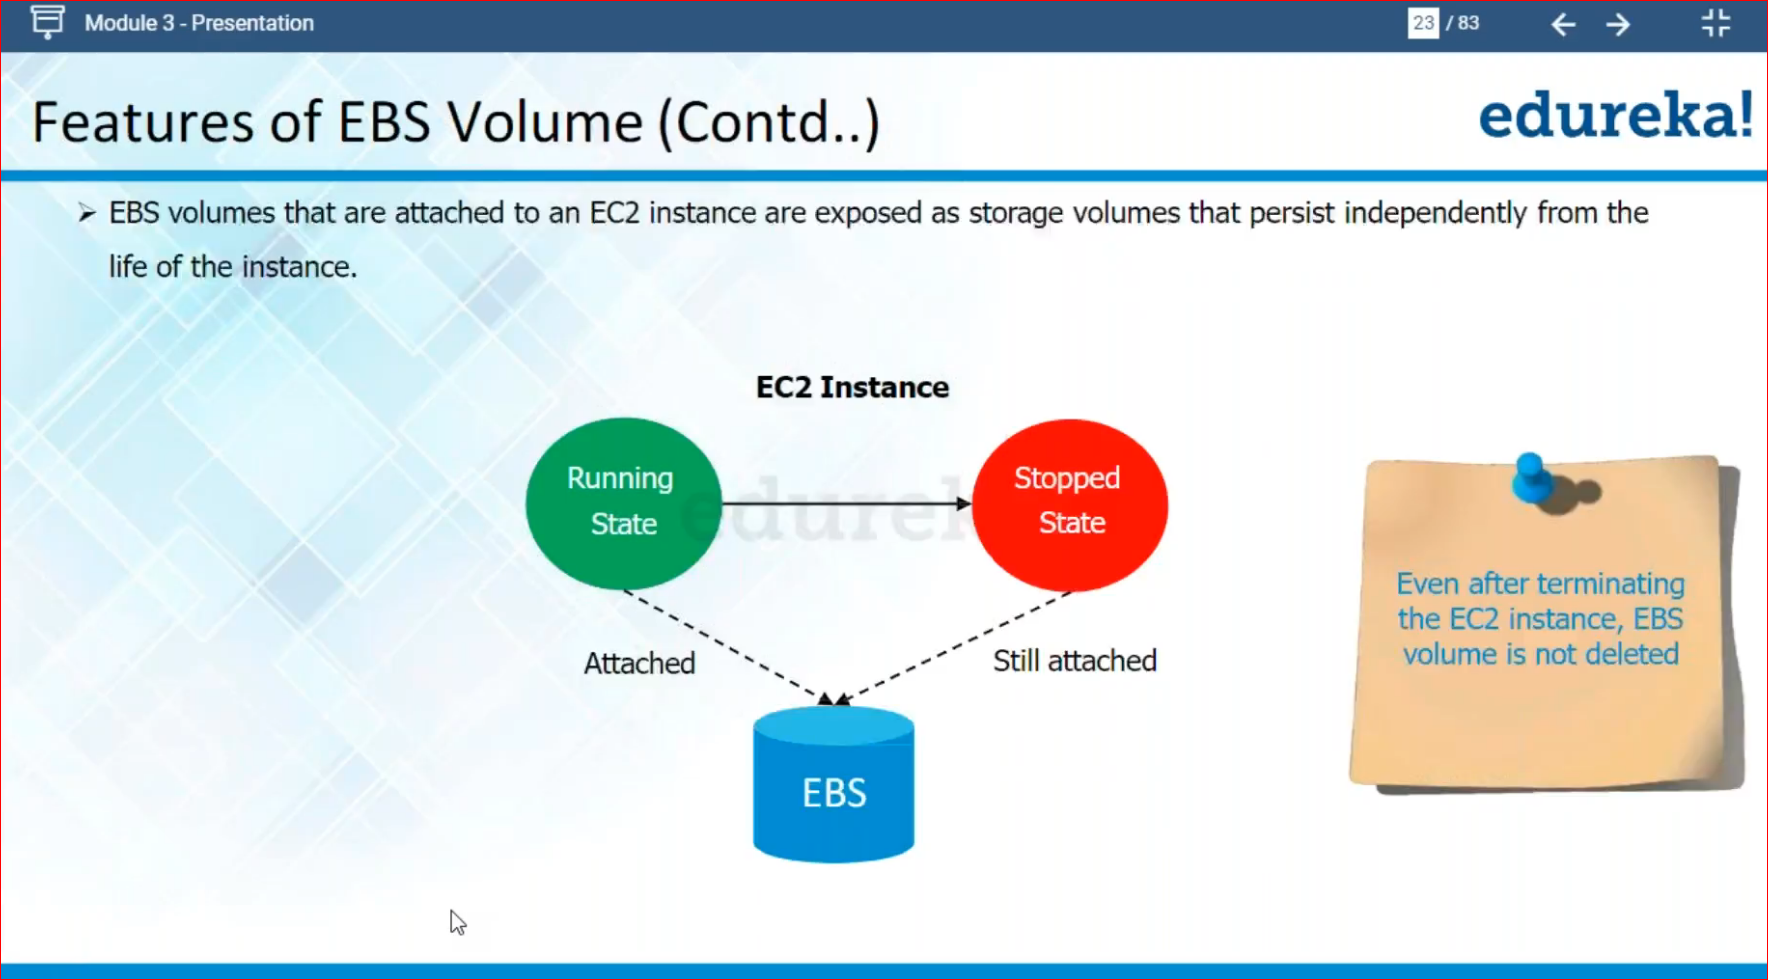 Module 3 - Presentation
23 / 83
Features of EBS Volume (Contd..)
edureka!
EBS volumes that are attached to an EC2 instance are exposed as storage volumes that persist independently from the
life of the instance.
EC2 Instance
Running
State
Stopped
State
edurek
Attached
Still attached
EBS
Even after terminating
the EC2 instance, EBS
volume is not deleted